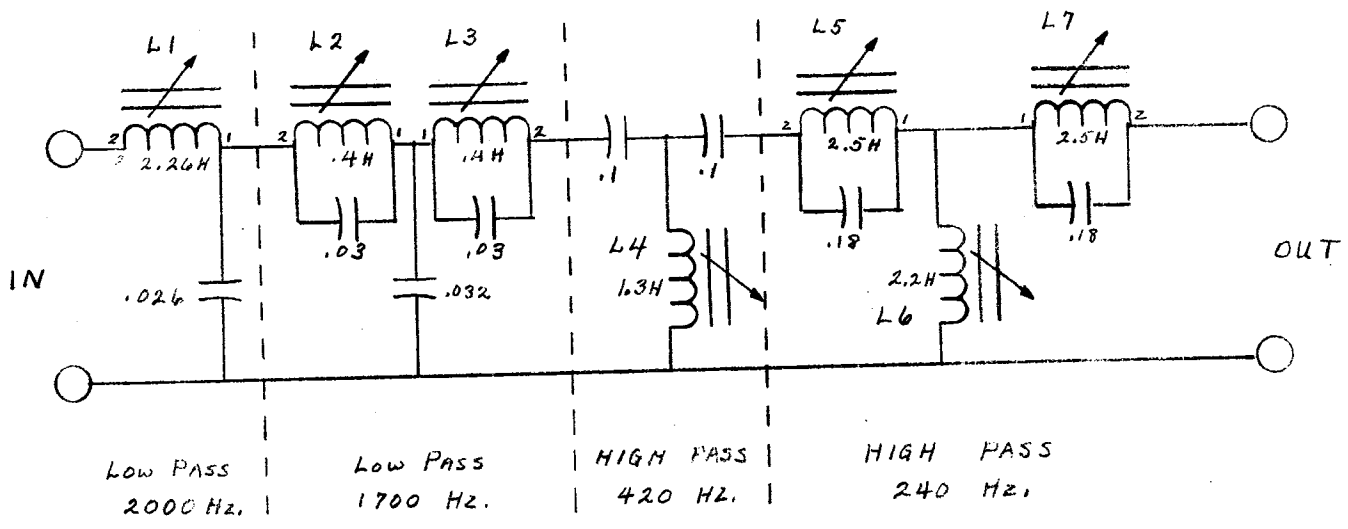 L1
L2
L3
L5
L7
2 1
2 1 1 2
2 1
1 2
2.26H
.4H
.4H
.1
.1
2.5H
2.5H
.03
.03
.18
.18
IN
.026
.032
L4
1.3H
2.2H
L6
OUT
LOW PASS
2000 Hz.
LOW PASS
1700 Hz.
HIGH PASS
420 Hz.
HIGH PASS
240 Hz.